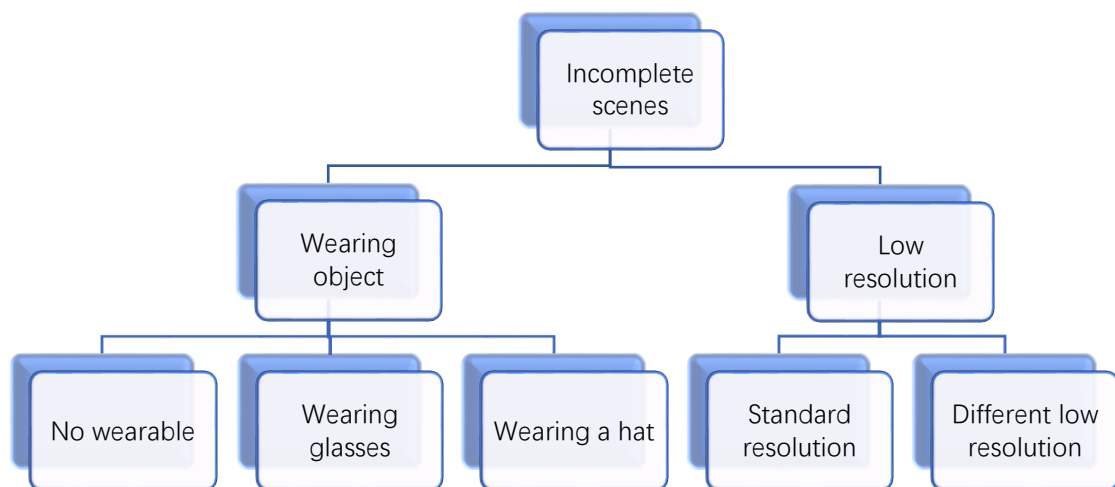 Incomplete
scenes
Wearing
object
Low
resolution
No wearable
Wearing
glasses
Wearing a hat
Standard
resolution
Different low
resolution